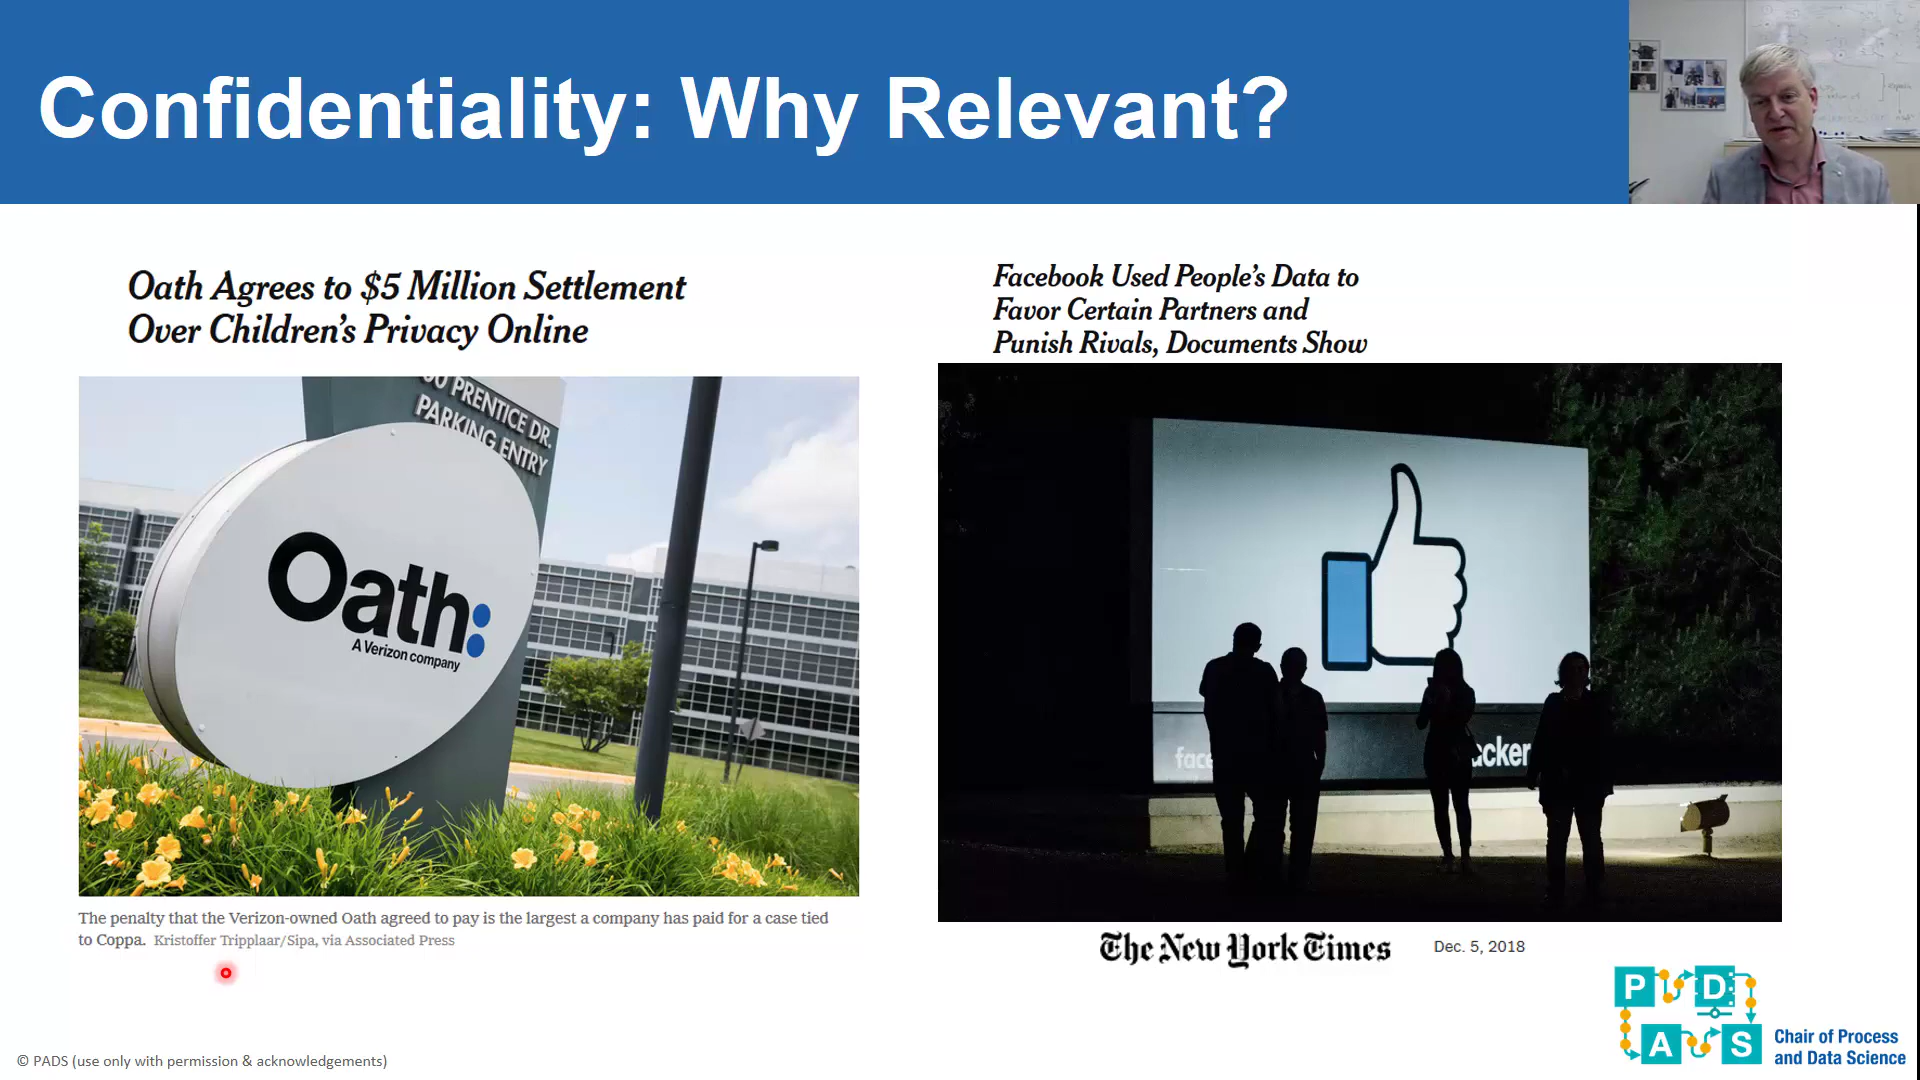 Confidentiality: Why Relevant?
Oath Agrees to $5 Million Settlement
Over Children's Privacy Online
PRENTICE DR.
PARKING ENTRY
Oath:
A Verizon company
The penalty that the Verizon-owned Oath agreed to pay is the largest a company has paid for a case tied
to Coppa. Kristoffer Tripplaar/Sipa, via Associated Press
Facebook Used People's Data to
Favor Certain Partners and
Punish Rivals, Documents Show
The New York Times
Dec. 5, 2018
P D
A S
Chair of Process
and Data Science
© PADS (use only with permission & acknowledgements)